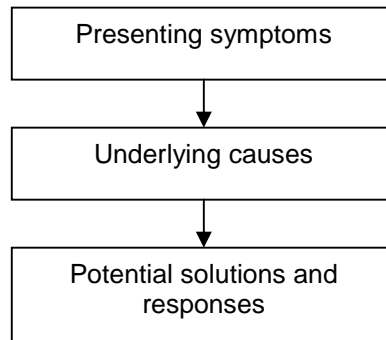 Presenting symptoms
Underlying causes
Potential solutions and
responses